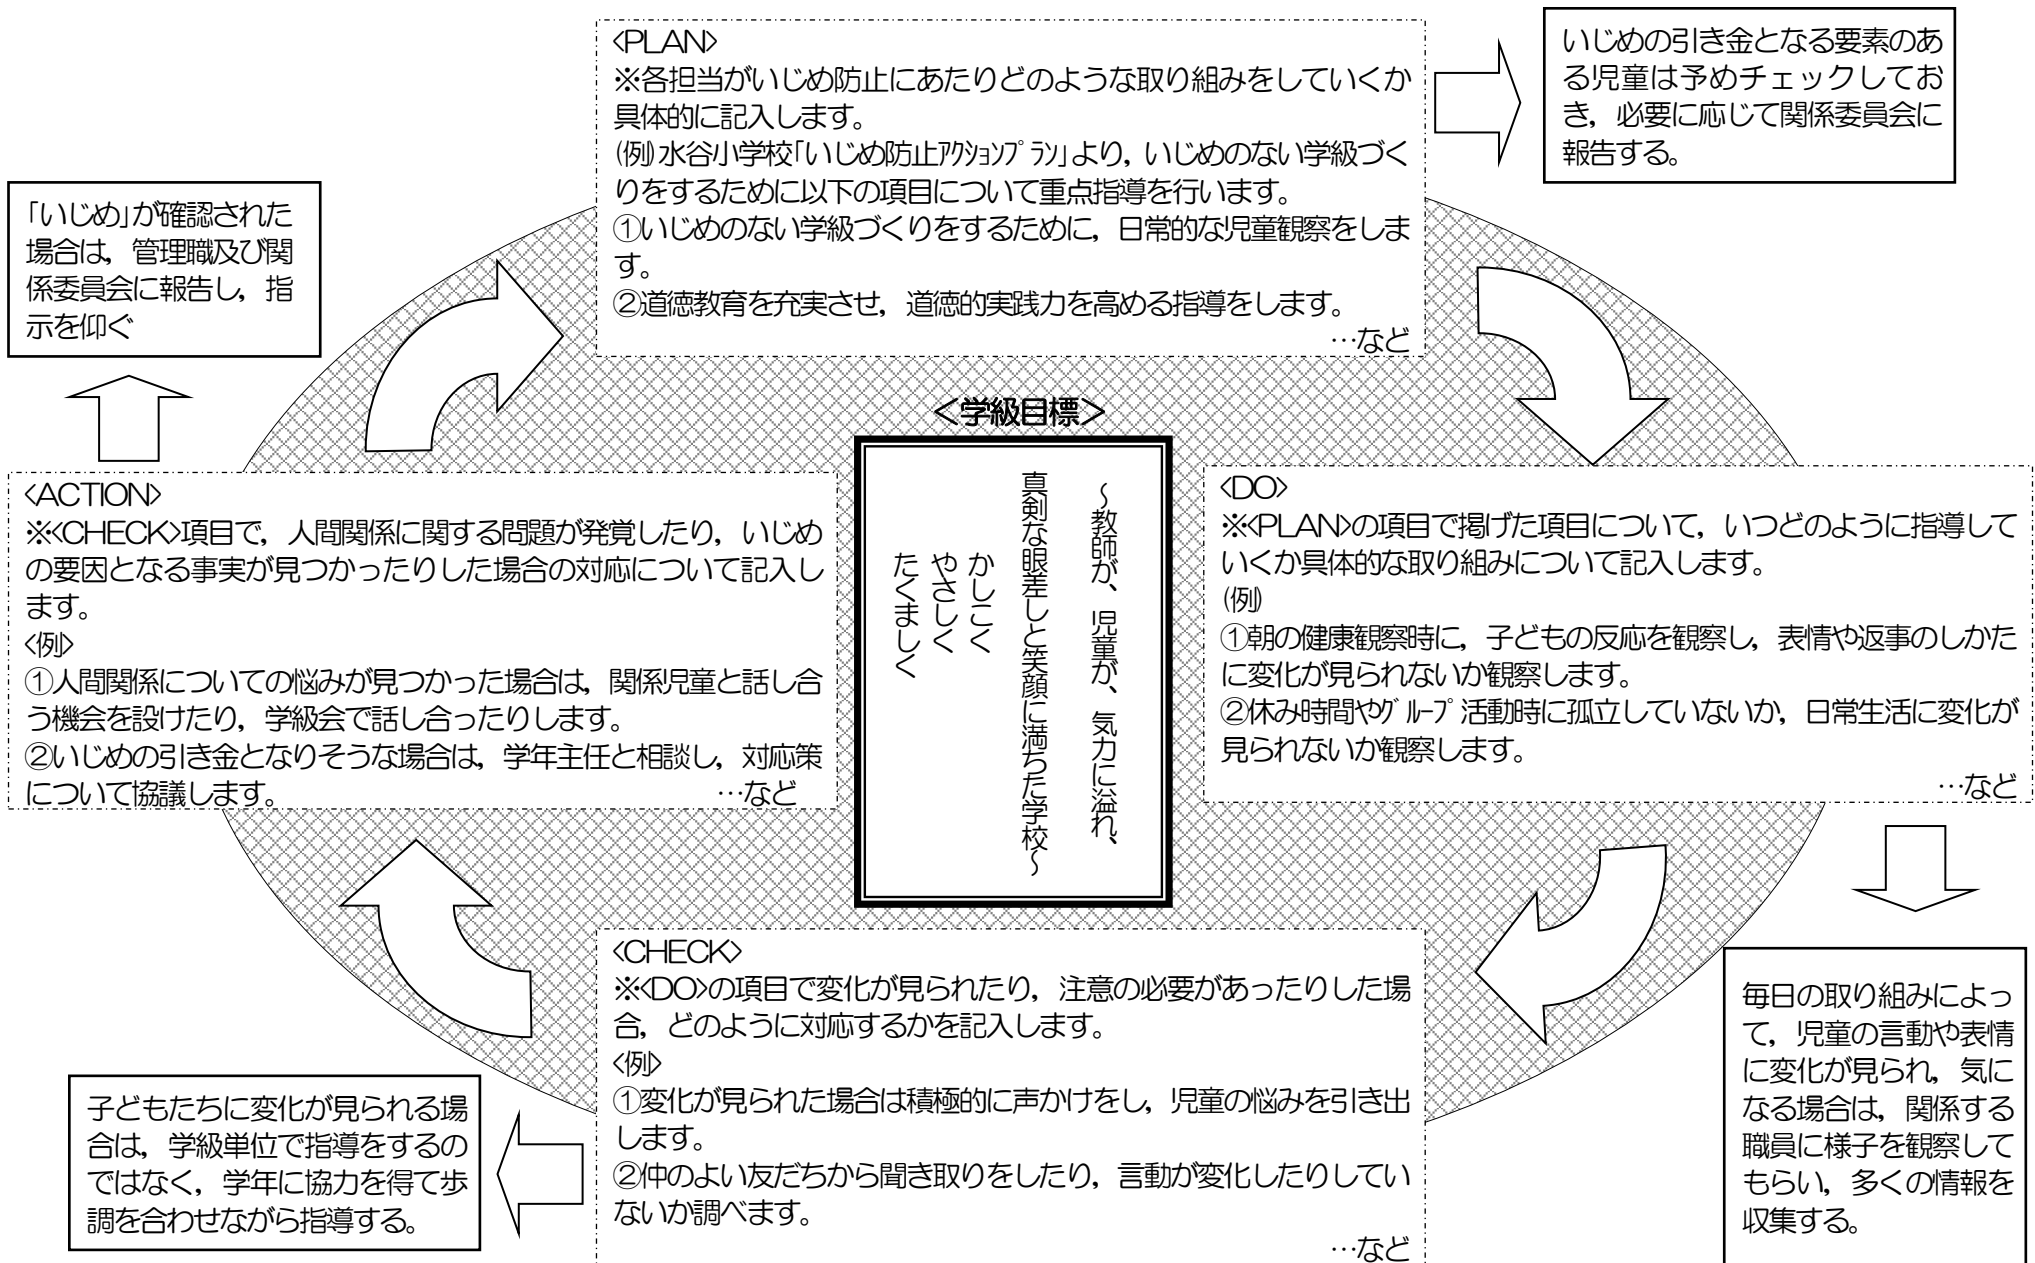 <PLAN>
※各担当がいじめ防止にあたりどのような取り組みをしていくか
具体的に記入します。
(例)水谷小学校「いじめ防止ｱｸｼｮﾝﾌﾟﾗﾝ」より，いじめのない学級づく
りをするために以下の項目について重点指導を行います。
①いじめのない学級づくりをするために，日常的な児童観察をしま
す。
②道徳教育を充実させ，道徳的実践力を高める指導をします。
…など
いじめの引き金となる要素のあ
る児童は予めチェックしてお
き，必要に応じて関係委員会に
報告する。
「いじめ」が確認された
場合は，管理職及び関
係委員会に報告し，指
示を仰ぐ
＜学級目標＞
～教師が、児童が、気力に溢れ、
真剣な眼差しと笑顔に満ちた学校～
かしこく
やさしく
たくましく
<ACTION>
※<CHECK>項目で，人間関係に関する問題が発覚したり，いじめ
の要因となる事実が見つかったりした場合の対応について記入し
ます。
<例>
①人間関係についての悩みが見つかった場合は，関係児童と話し合
う機会を設けたり，学級会で話し合ったりします。
②いじめの引き金となりそうな場合は，学年主任と相談し，対応策
について協議します。 …など
<DO>
※<PLAN>の項目で掲げた項目について，いつどのように指導して
いくか具体的な取り組みについて記入します。
(例)
①朝の健康観察時に，子どもの反応を観察し，表情や返事のしかた
に変化が見られないか観察します。
②休み時間やｸﾞﾙｰﾌﾟ活動時に孤立していないか，日常生活に変化が
見られないか観察します。
…など
<CHECK>
※<DO>の項目で変化が見られたり，注意の必要があったりした場
合，どのように対応するかを記入します。
<例>
①変化が見られた場合は積極的に声かけをし，児童の悩みを引き出
します。
②仲のよい友だちから聞き取りをしたり，言動が変化したりしてい
ないか調べます。
…など
子どもたちに変化が見られる場
合は，学級単位で指導をするの
ではなく，学年に協力を得て歩
調を合わせながら指導する。
毎日の取り組みによっ
て，児童の言動や表情
に変化が見られ，気に
なる場合は，関係する
職員に様子を観察して
もらい，多くの情報を
収集する。